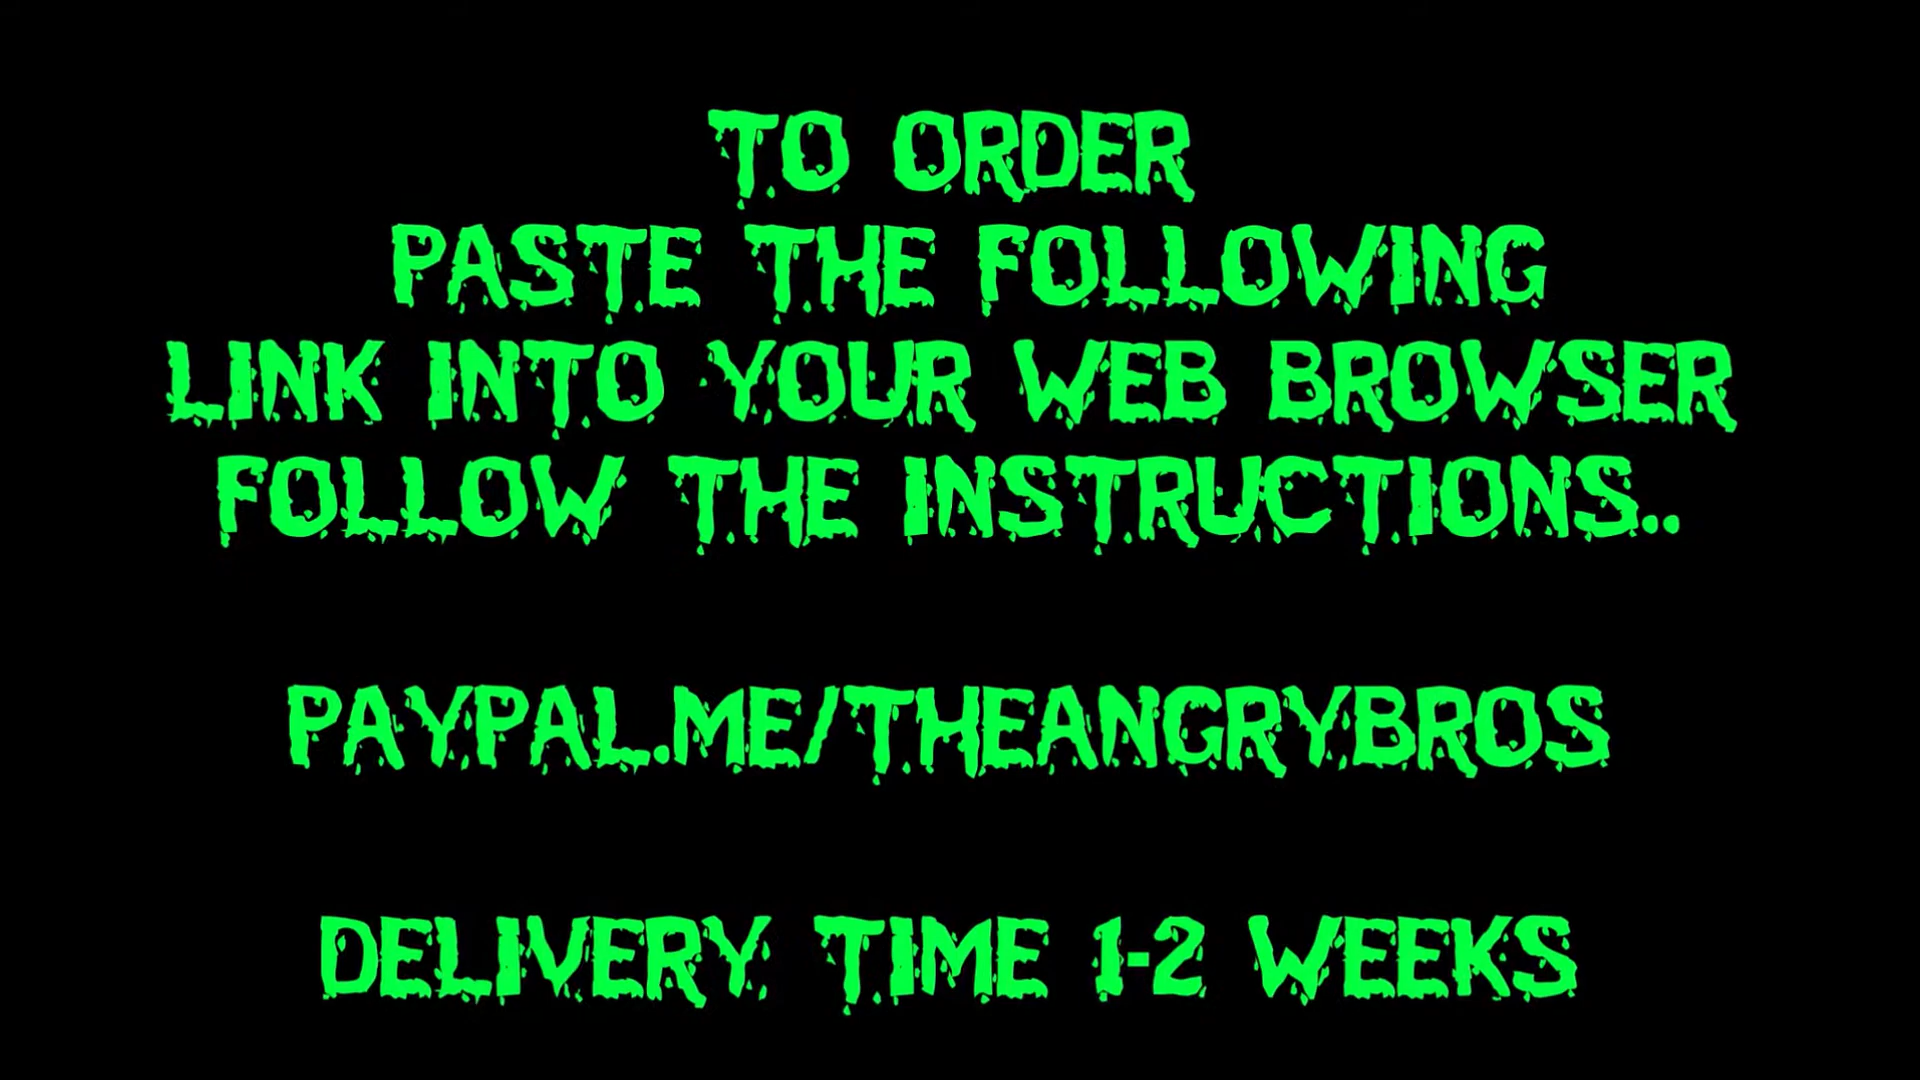 TO ORDER
PASTE THE FOLLOWING
LINK INTO YOUR WEB BROWSER
FOLLOW THE INSTRUCTIONS..
PAYPAL.ME/THEANGRYBROS
DELIVERY TIME 1-2 WEEKS